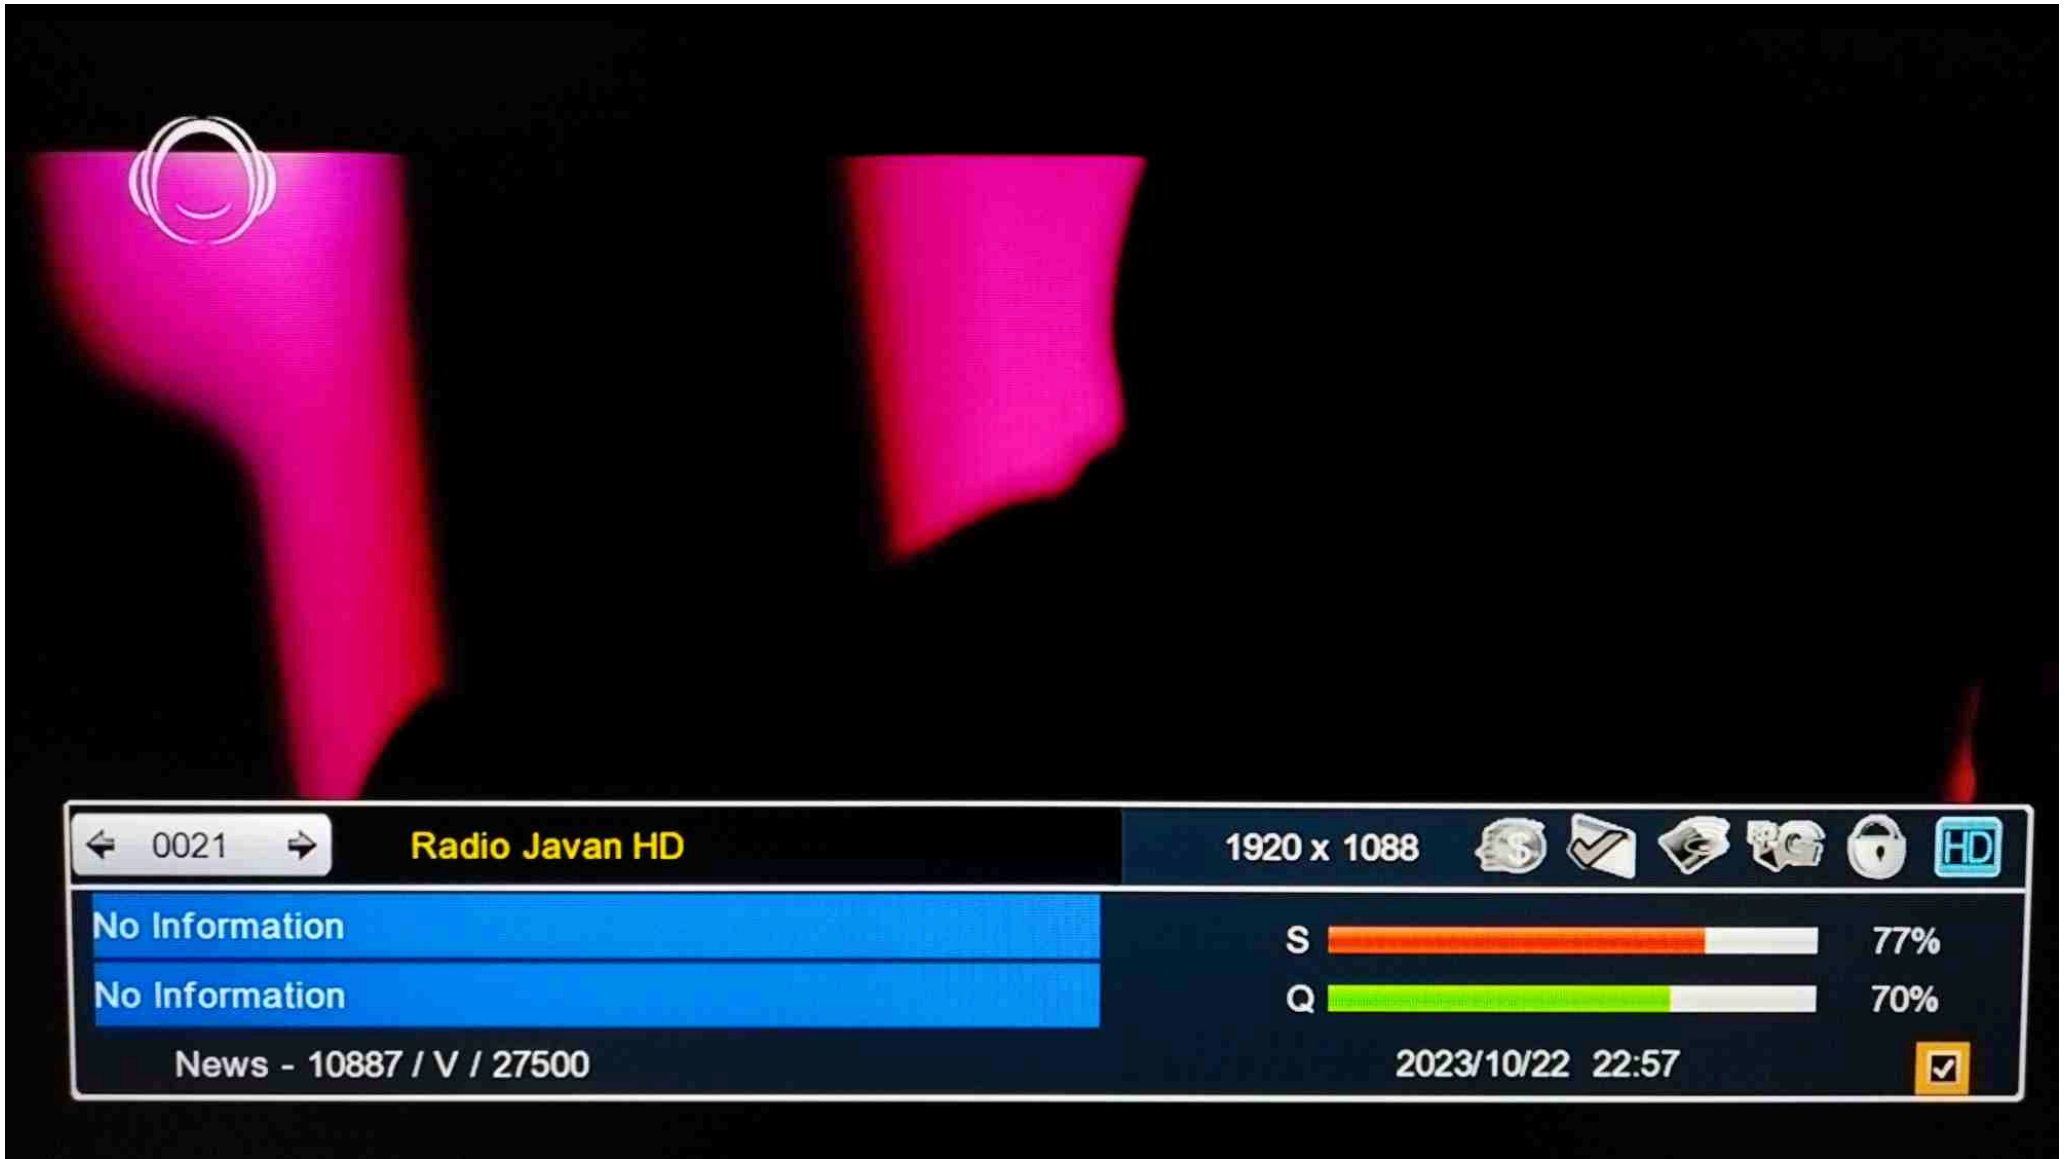 0021
Radio Javan HD
1920 x 1088
HD
No Information
S 77%
No Information
Q 70%
News - 10887 / V / 27500
2023/10/22 22:57